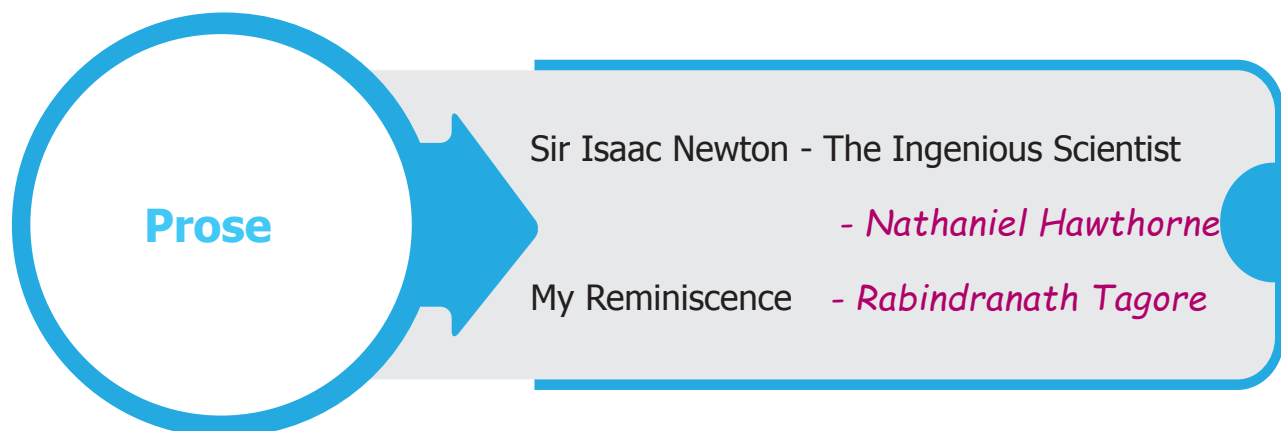 Prose
Sir Isaac Newton - The Ingenious Scientist
- Nathaniel Hawthorne
My Reminiscence - Rabindranath Tagore